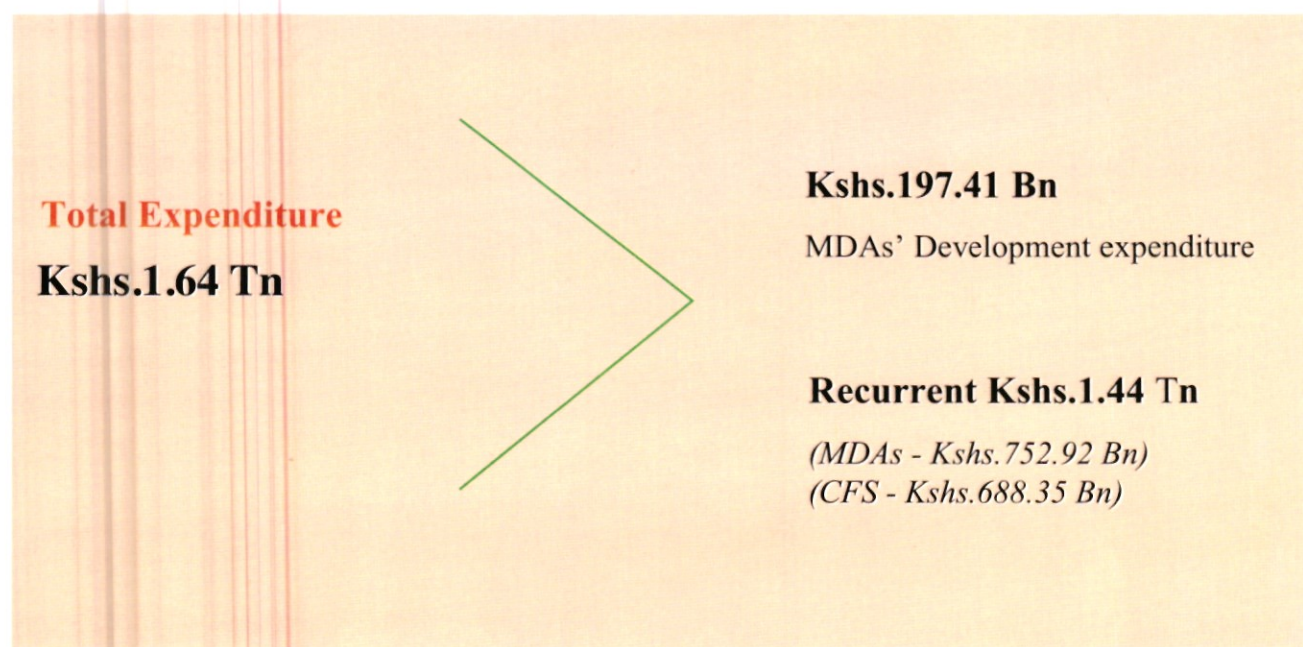 Total Expenditure
Kshs.1.64 Tn
Kshs.197.41 Bn
MDAs' Development expenditure
Recurrent Kshs.1.44 Tn
(MDAs - Kshs.752.92 Bn)
(CFS - Kshs.688.35 Bn)